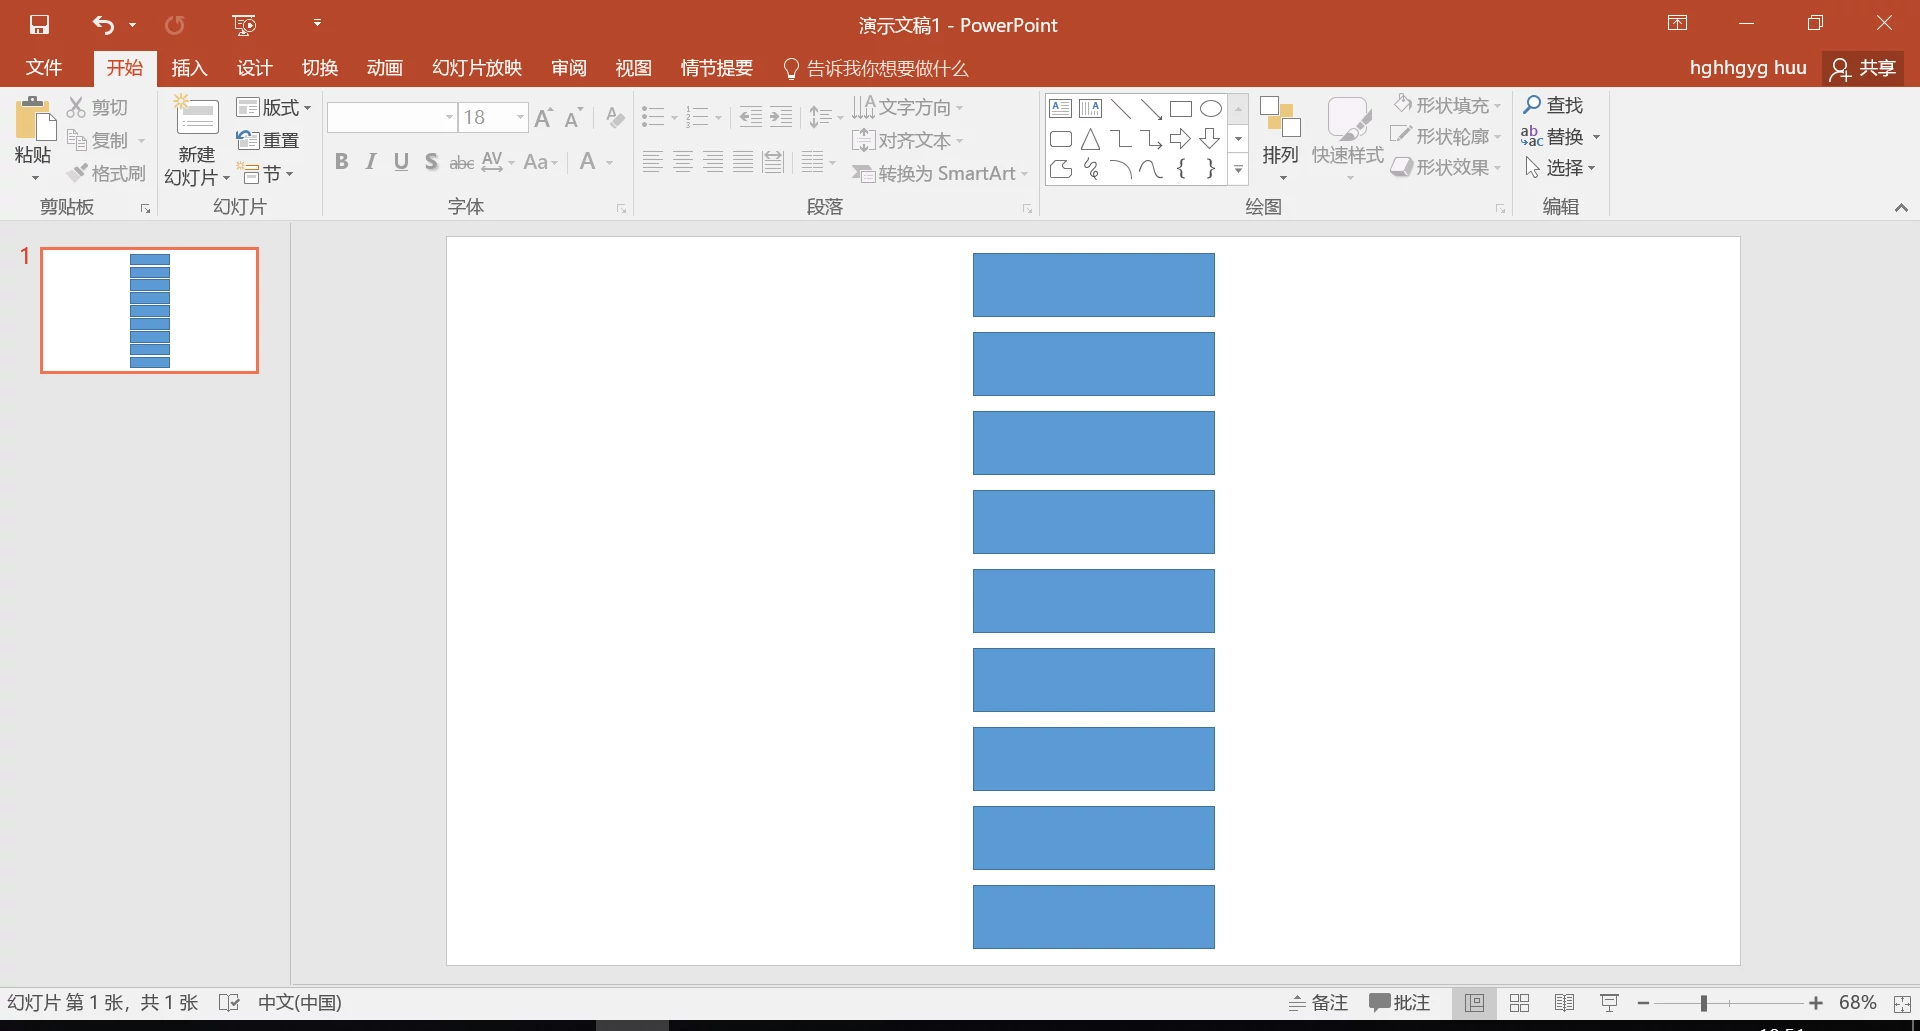 演示文稿1 - PowerPoint
文件 开始 插入 设计 切换 动画 幻灯片放映 审阅 视图 情节提要 告诉我你想要做什么 hghhgyg huu 共享
粘贴 剪切 复制 格式刷
剪贴板
新建幻灯片 版式 重置 节
幻灯片
18
B I U S abc AV Aa A
字体
文字方向
对齐文本
转换为 SmartArt
段落
排列 快速样式 形状填充 形状轮廓 形状效果
绘图
查找
替换
选择
编辑
1
幻灯片 第 1 张，共 1 张 中文(中国) 备注 批注 68%